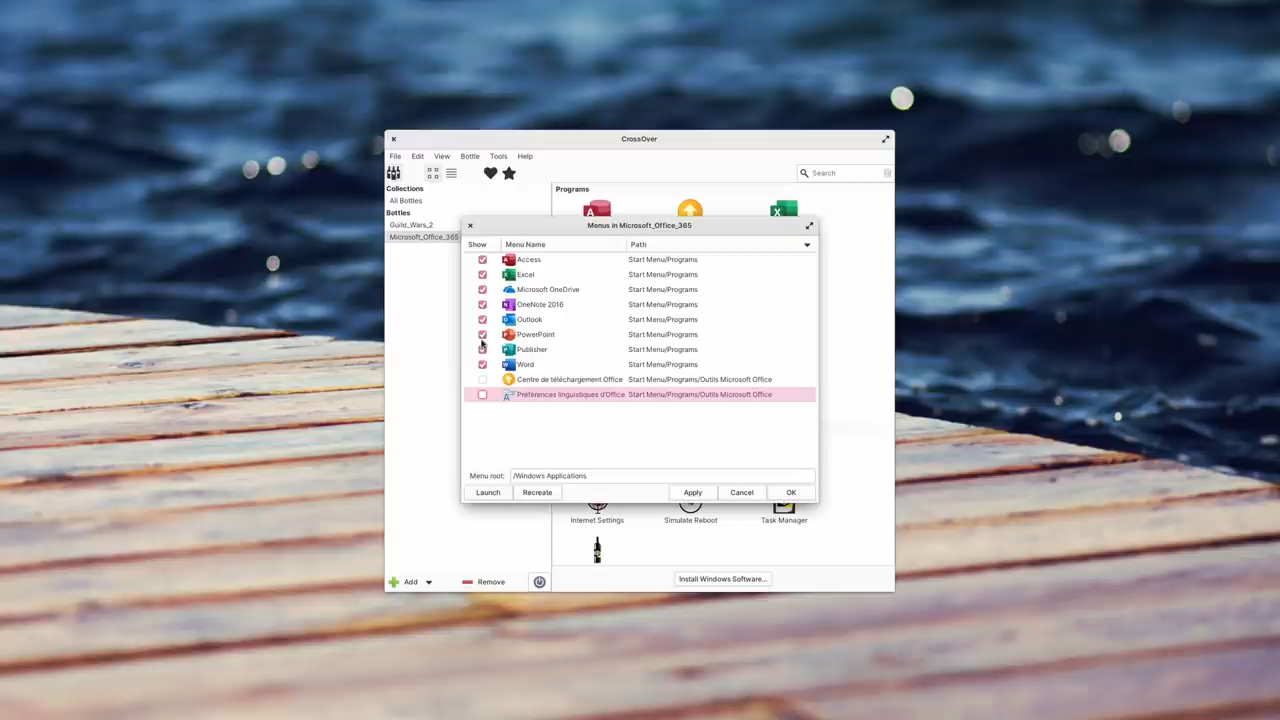 CrossOver
File Edit View Bottle Tools Help
Search
Collections
All Bottles
Bottles
Guild_Wars_2
Microsoft_Office_365
Programs
Menus in Microsoft_Office_365
Show Menu Name Path
Access Start Menu/Programs
Excel Start Menu/Programs
Microsoft OneDrive Start Menu/Programs
OneNote 2016 Start Menu/Programs
Outlook Start Menu/Programs
PowerPoint Start Menu/Programs
Publisher Start Menu/Programs
Word Start Menu/Programs
Centre de téléchargement Office Start Menu/Programs/Outils Microsoft Office
Préférences linguistiques d'Office Start Menu/Programs/Outils Microsoft Office
Menu root: /Windows Applications
Launch Recreate Apply Cancel OK
Internet Settings Simulate Reboot Task Manager
Add Remove
Install Windows Software...